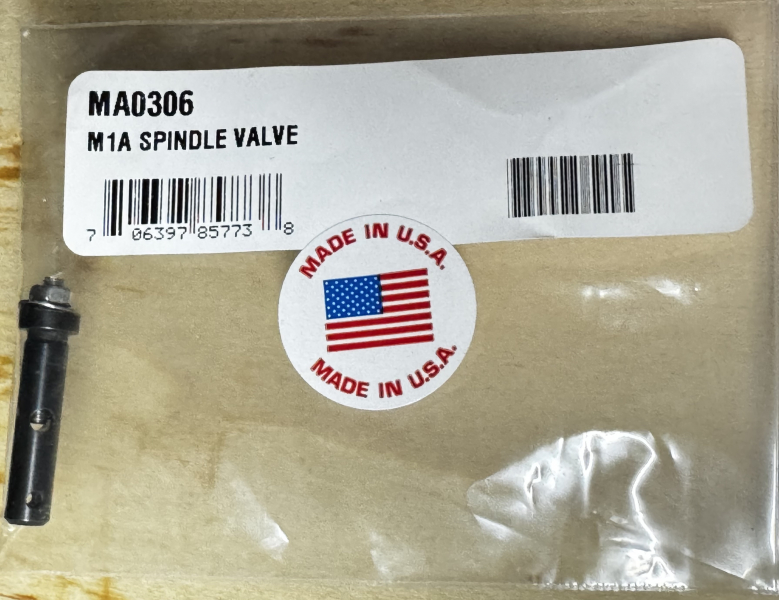 MA0306
M1A SPINDLE VALVE
7 06397 85773 8
MADE IN U.S.A.
MADE IN U.S.A.